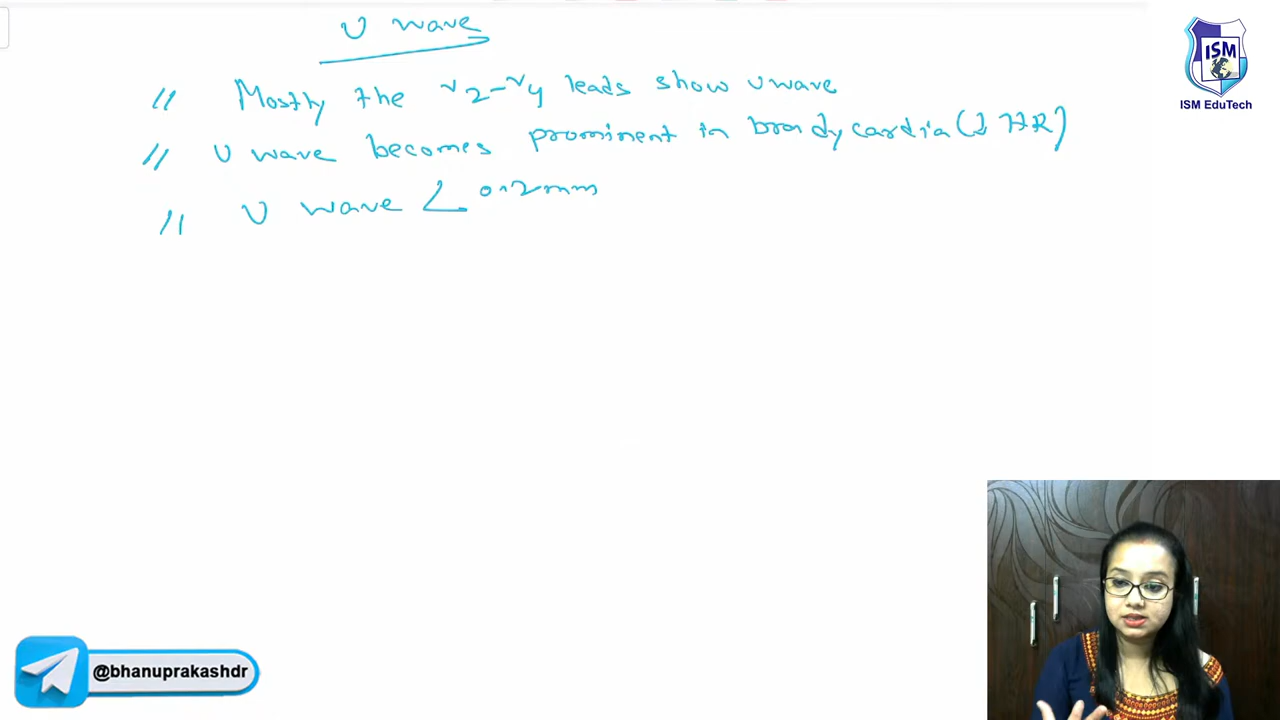 U wave
ISM
ISM EduTech
// Mostly the V2-V4 leads show U wave
// U wave becomes prominent in bradycardia (↓ HR)
// U wave < 0.2mm
@bhanuprakashdr